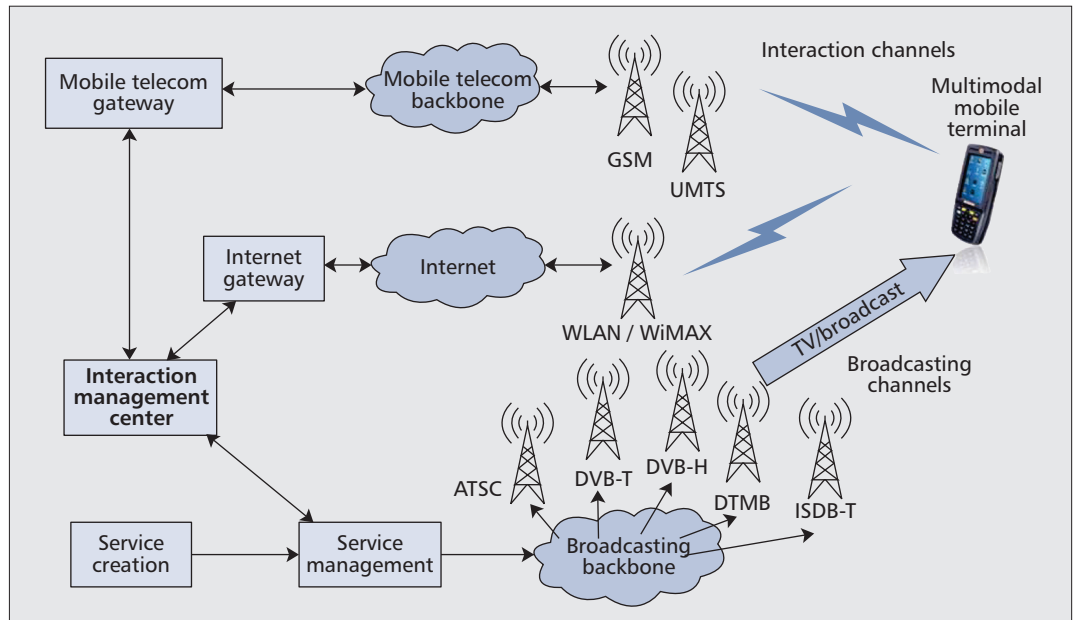 Mobile telecom
gateway
Mobile telecom
backbone
GSM
UMTS
Interaction channels
Multimodal
mobile
terminal
Internet
gateway
Internet
WLAN / WiMAX
TV/broadcast
Broadcasting
channels
Interaction
management
center
ATSC
DVB-T
DVB-H
DTMB
ISDB-T
Service
creation
Service
management
Broadcasting
backbone